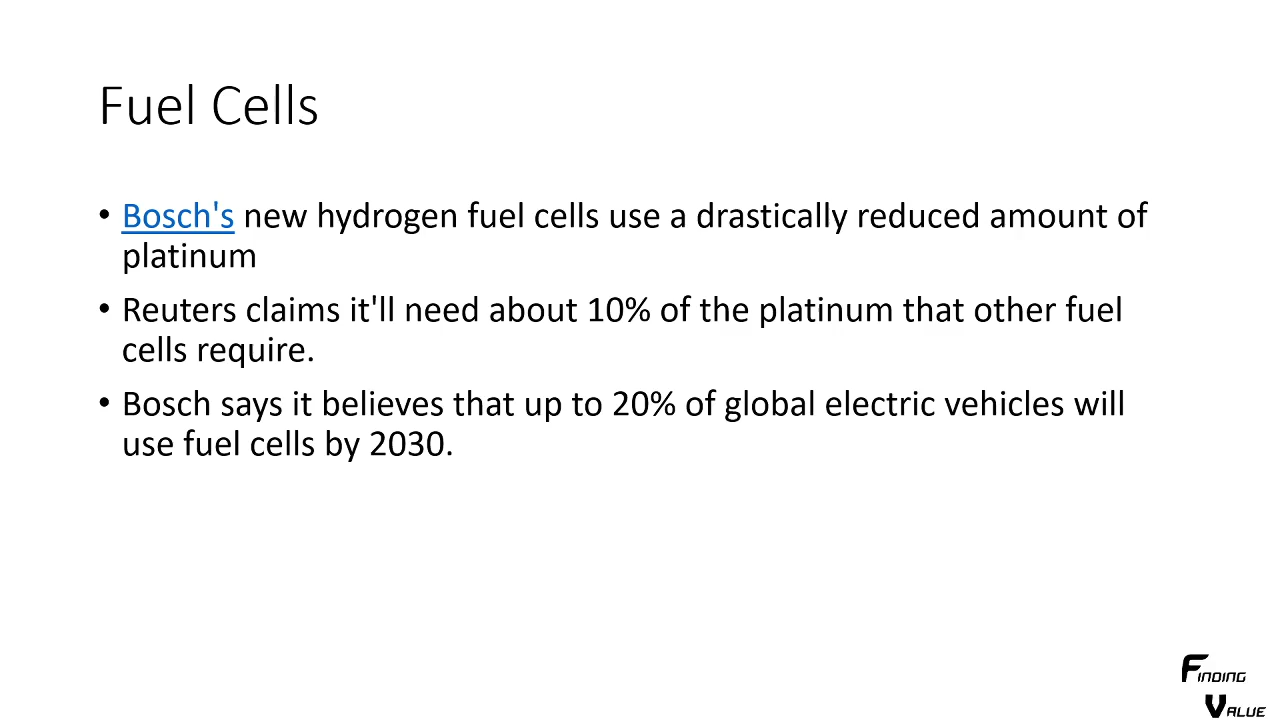 Fuel Cells
• Bosch's new hydrogen fuel cells use a drastically reduced amount of
platinum
• Reuters claims it'll need about 10% of the platinum that other fuel
cells require.
• Bosch says it believes that up to 20% of global electric vehicles will
use fuel cells by 2030.
Finding
Value